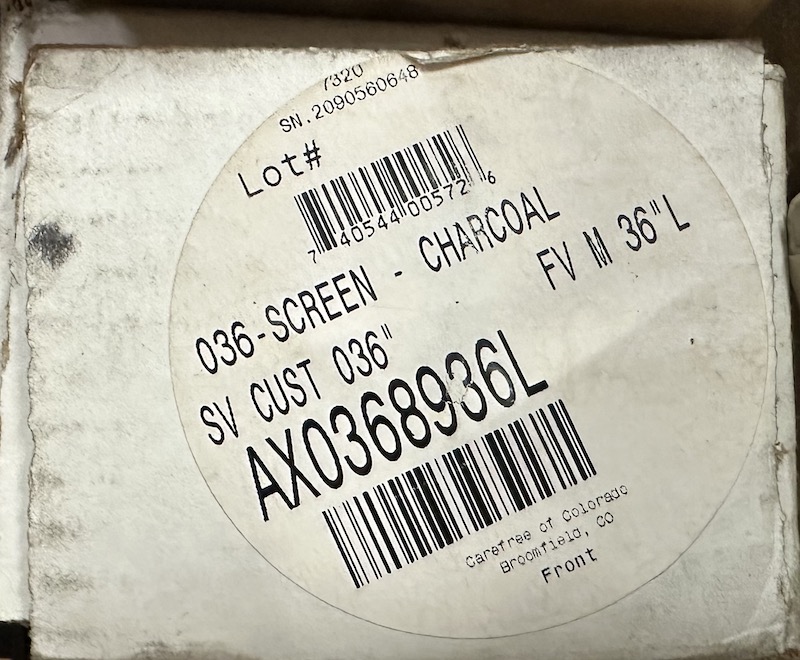 7320
SN.2090560648
Lot#
7 40544 00572 6
036-SCREEN - CHARCOAL
SV CUST 036" FV M 36"L
AX0368936L
Carefree of Colorado
Broomfield, CO
Front